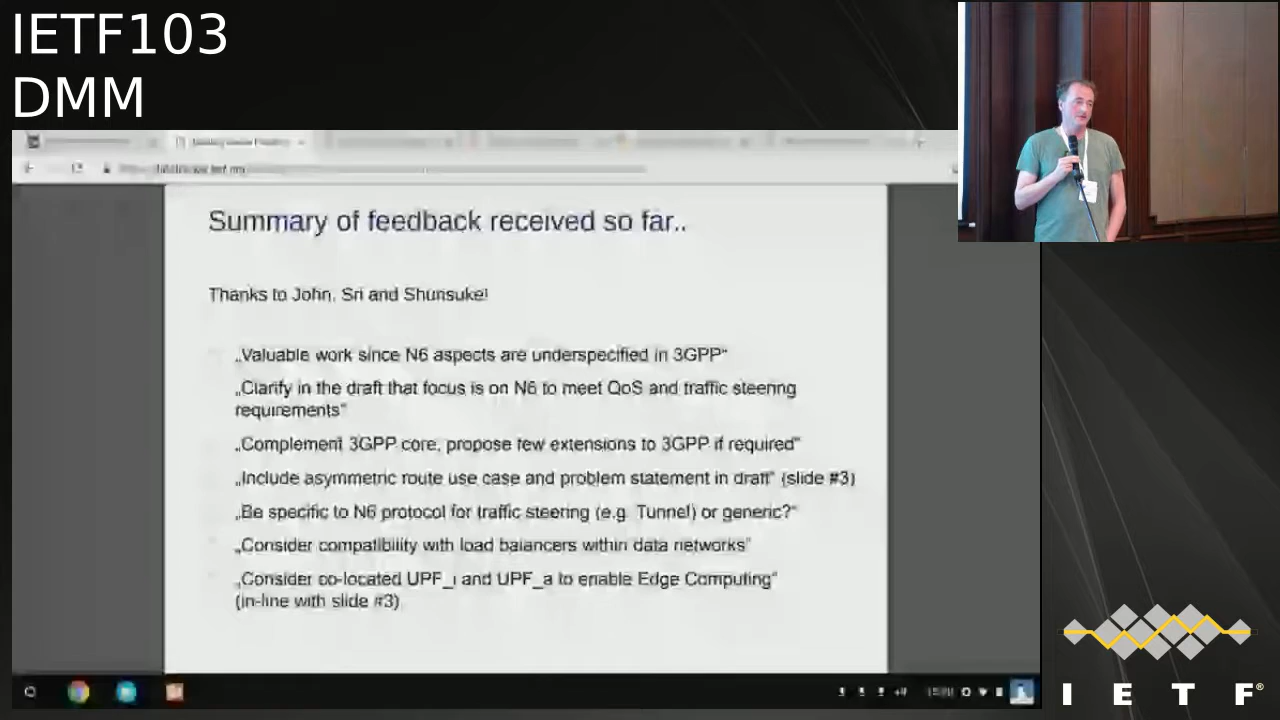 IETF103
DMM
Summary of feedback received so far..
Thanks to John, Sri and Shunsuke!
„Valuable work since N6 aspects are underspecified in 3GPP“
„Clarify in the draft that focus is on N6 to meet QoS and traffic steering
requirements“
„Complement 3GPP core, propose few extensions to 3GPP if required“
„Include asymmetric route use case and problem statement in draft“ (slide #3)
„Be specific to N6 protocol for traffic steering (e.g. Tunnel) or generic?“
„Consider compatibility with load balancers within data networks“
„Consider co-located UPF_i and UPF_a to enable Edge Computing“
(in-line with slide #3)
I E T F®